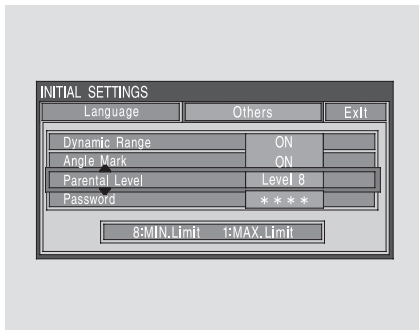 INITIAL SETTINGS
Language Others Exit
Dynamic Range ON
Angle Mark ON
Parental Level Level 8
Password ****
8:MIN.Limit 1:MAX.Limit